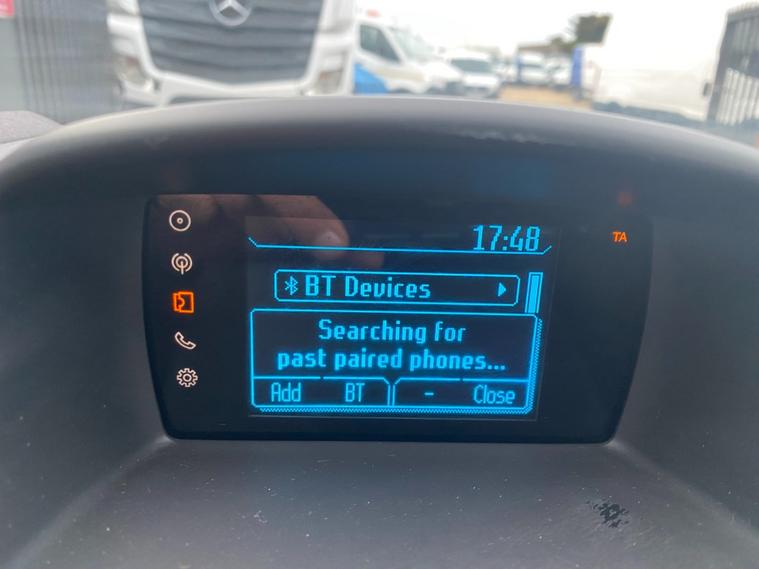 17:48
TA
BT Devices
Searching for
past paired phones...
Add BT - Close